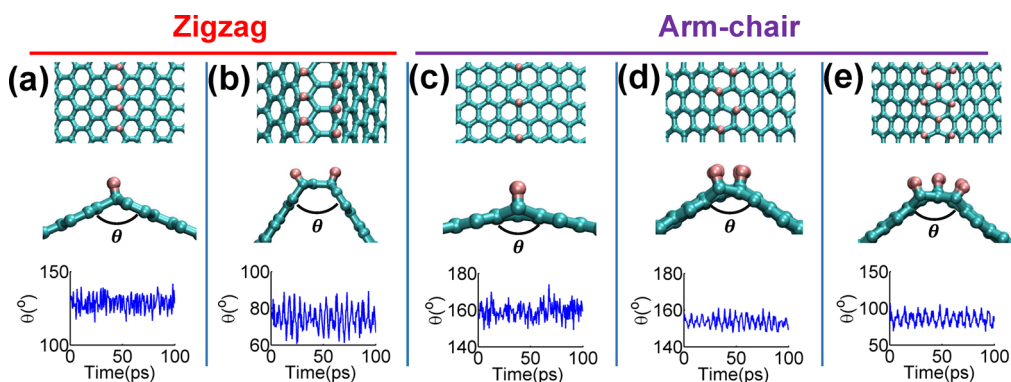 Zigzag
Arm-chair
(a)
(b)
(c)
(d)
(e)
θ
θ
θ
θ
θ
150
100
θ(°)
0
50
100
Time(ps)
100
80
60
θ(°)
0
50
100
Time(ps)
180
160
140
θ(°)
0
50
100
Time(ps)
180
160
140
θ(°)
0
50
100
Time(ps)
150
100
50
θ(°)
0
50
100
Time(ps)